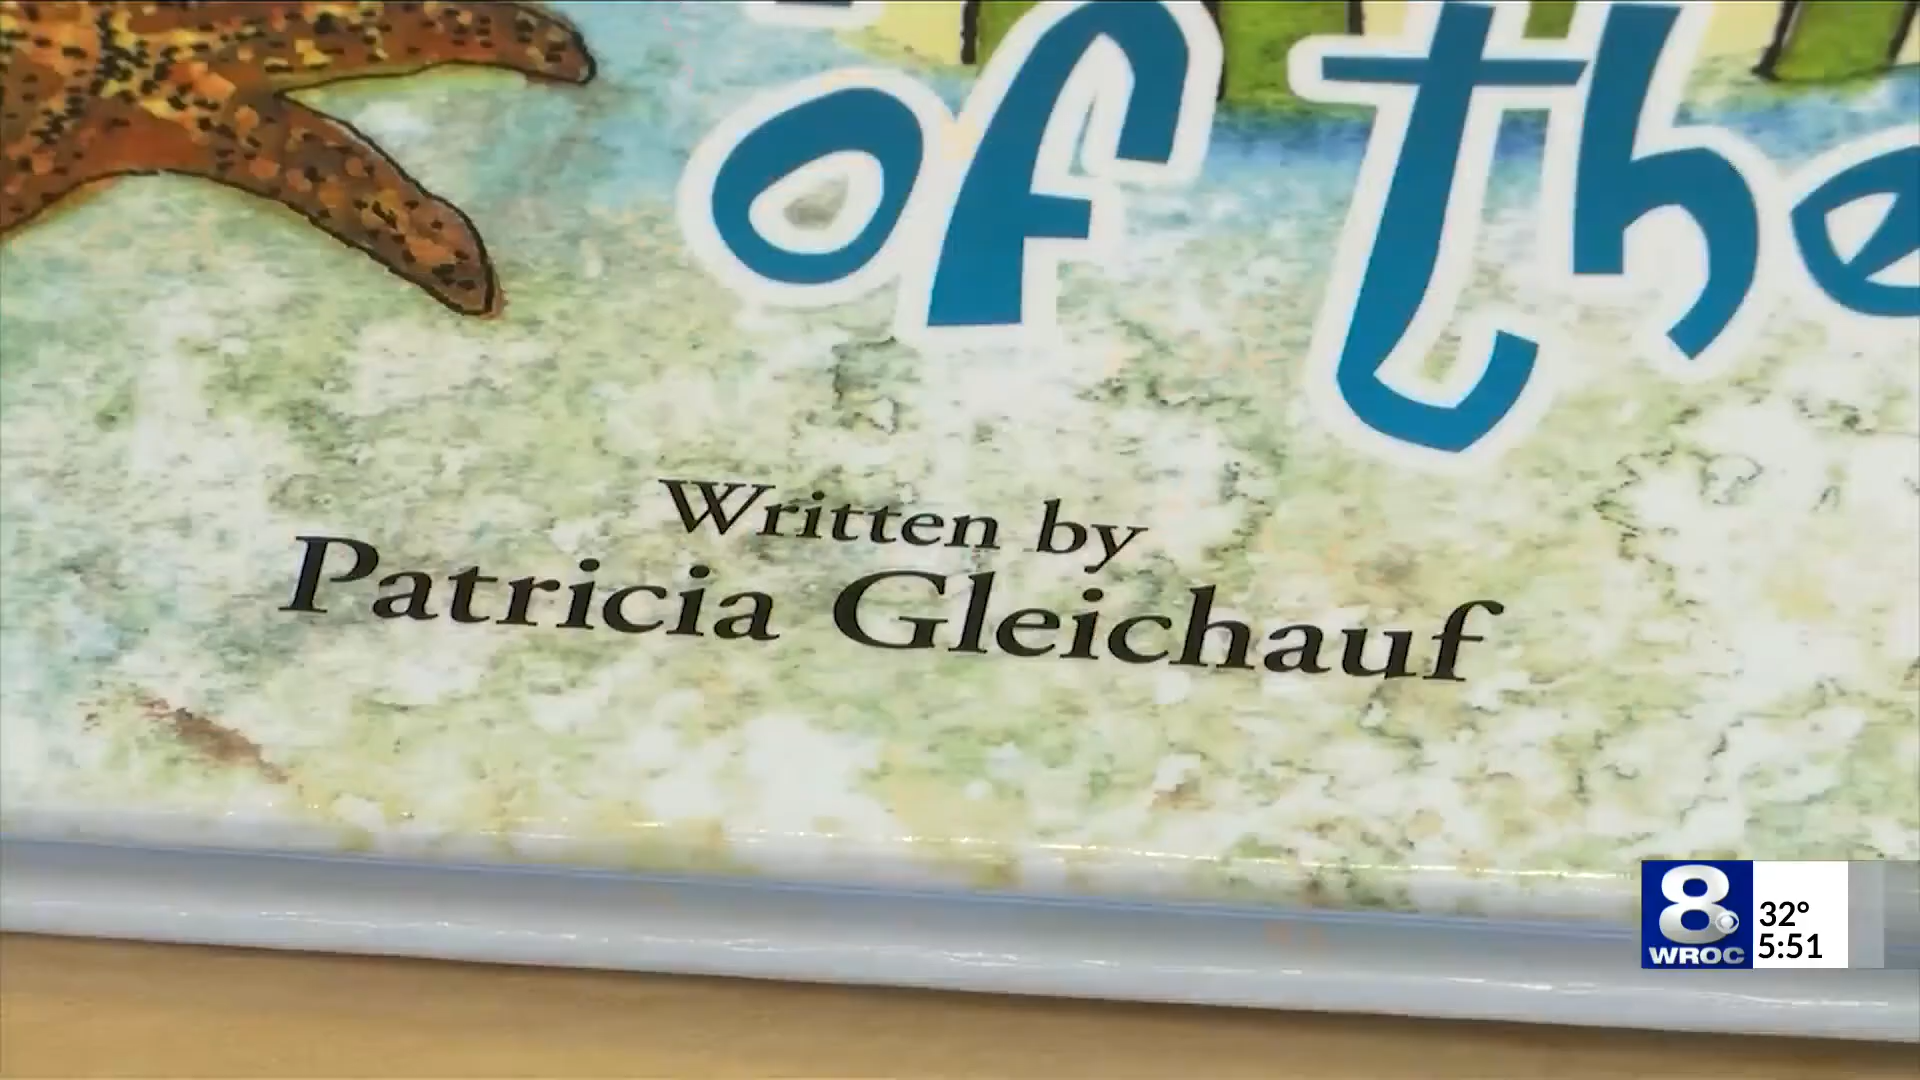 of the
Written by
Patricia Gleichauf
8
WROC
32°
5:51